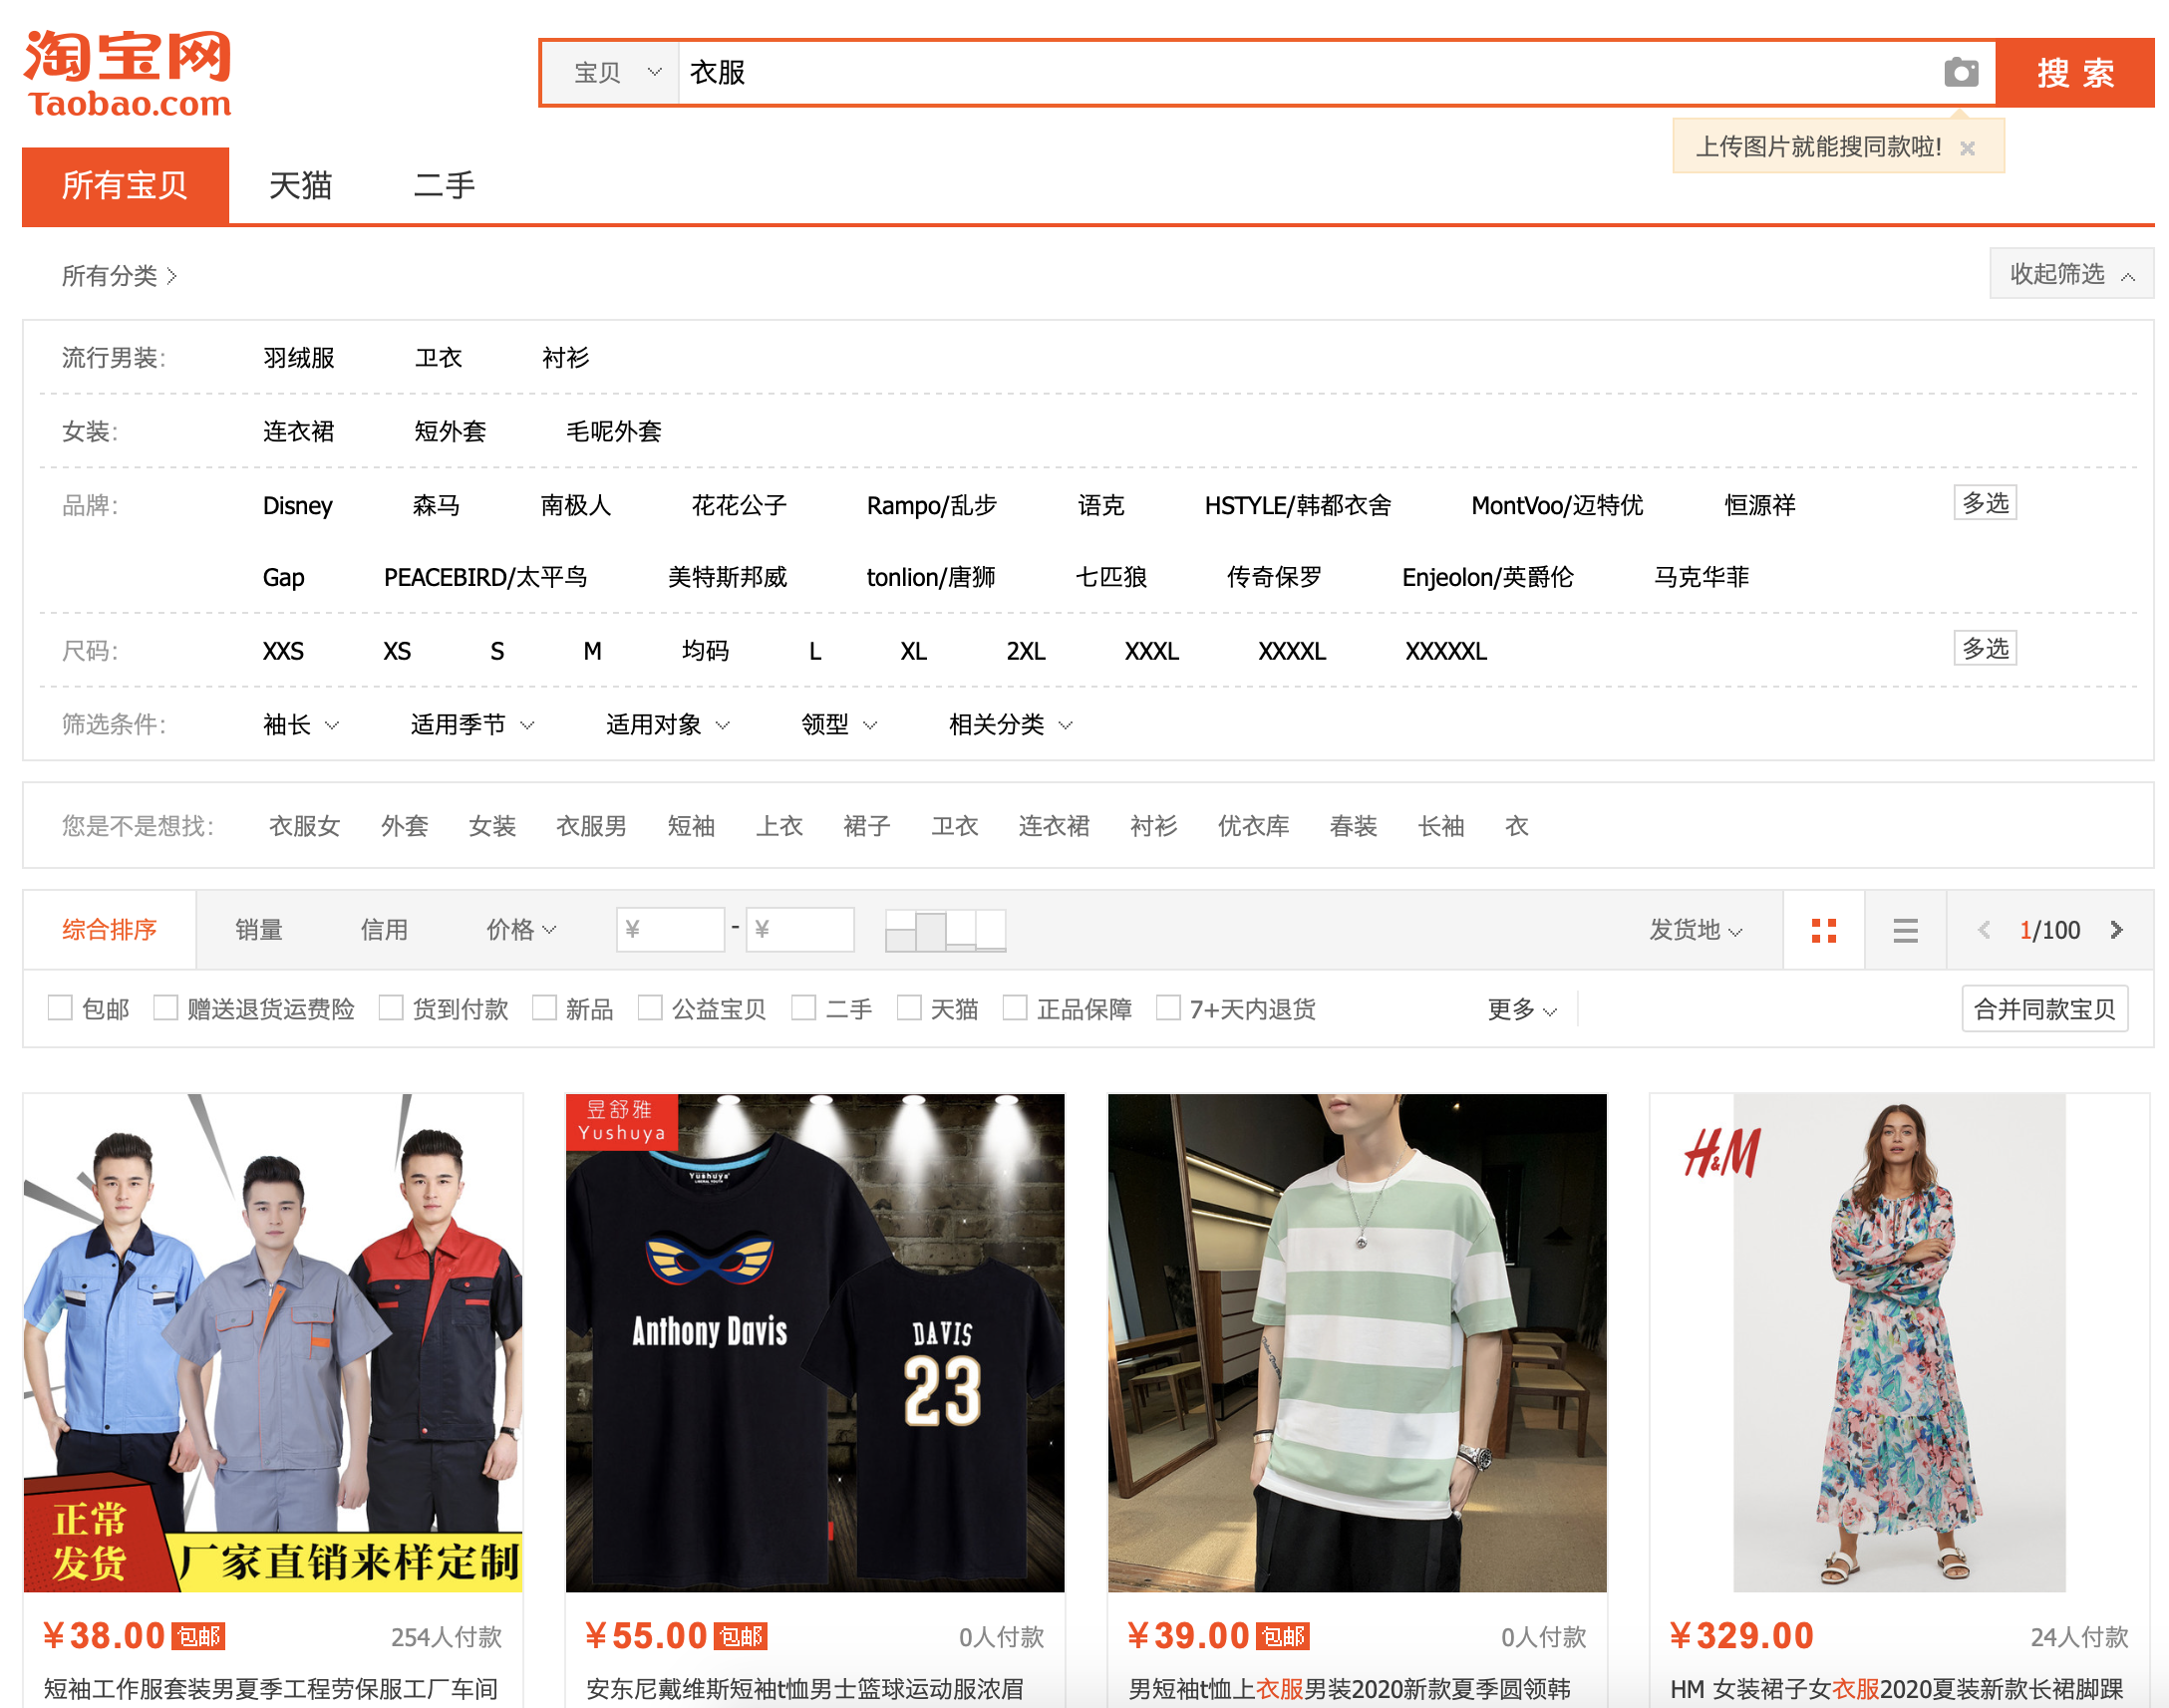 淘宝网
Taobao.com
宝贝 衣服 搜 索
上传图片就能搜同款啦! ×
所有宝贝 天猫 二手
所有分类 收起筛选
流行男装: 羽绒服 卫衣 衬衫
女装: 连衣裙 短外套 毛呢外套
品牌: Disney 森马 南极人 花花公子 Rampo/乱步 语克 HSTYLE/韩都衣舍 MontVoo/迈特优 恒源祥 多选
Gap PEACEBIRD/太平鸟 美特斯邦威 tonlion/唐狮 七匹狼 传奇保罗 Enjeolon/英爵伦 马克华菲
尺码: XXS XS S M 均码 L XL 2XL XXXL XXXXL XXXXXL 多选
筛选条件: 袖长 适用季节 适用对象 领型 相关分类
您是不是想找: 衣服女 外套 女装 衣服男 短袖 上衣 裙子 卫衣 连衣裙 衬衫 优衣库 春装 长袖 衣
综合排序 销量 信用 价格 ¥ - ¥ 发货地 < 1/100 >
包邮 赠送退货运费险 货到付款 新品 公益宝贝 二手 天猫 正品保障 7+天内退货 更多 合并同款宝贝
正常
发货
厂家直销来样定制
昱舒雅
Yushuya
Yushuya
Anthony Davis
DAVIS
23
H&M
¥38.00 包邮 254人付款
短袖工作服套装男夏季工程劳保服工厂车间
¥55.00 包邮 0人付款
安东尼戴维斯短袖t恤男士篮球运动服浓眉
¥39.00 包邮 0人付款
男短袖t恤上衣服男装2020新款夏季圆领韩
¥329.00 24人付款
HM 女装裙子女衣服2020夏装新款长裙脚踝